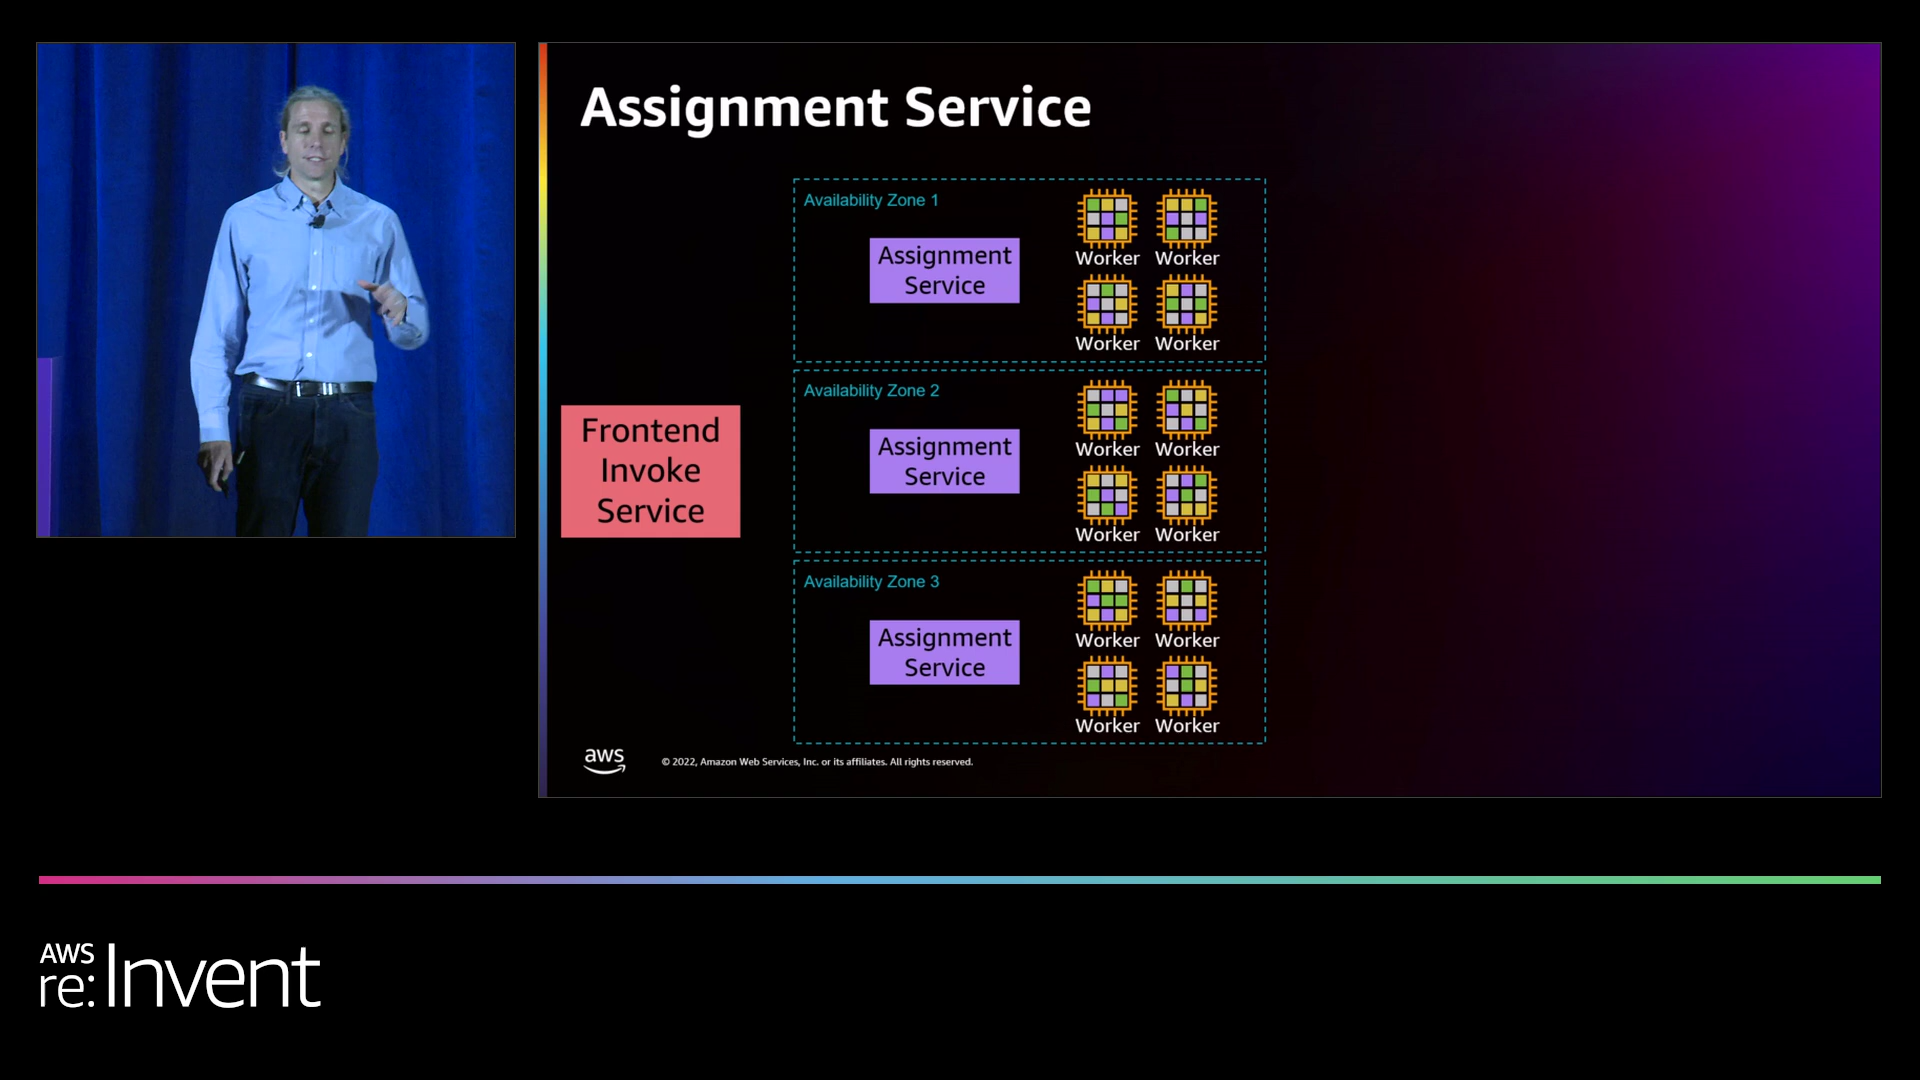 Assignment Service
Availability Zone 1
Assignment
Service
Worker Worker
Worker Worker
Availability Zone 2
Frontend
Invoke
Service
Assignment
Service
Worker Worker
Worker Worker
Availability Zone 3
Assignment
Service
Worker Worker
Worker Worker
aws
© 2022, Amazon Web Services, Inc. or its affiliates. All rights reserved.
AWS
re:Invent